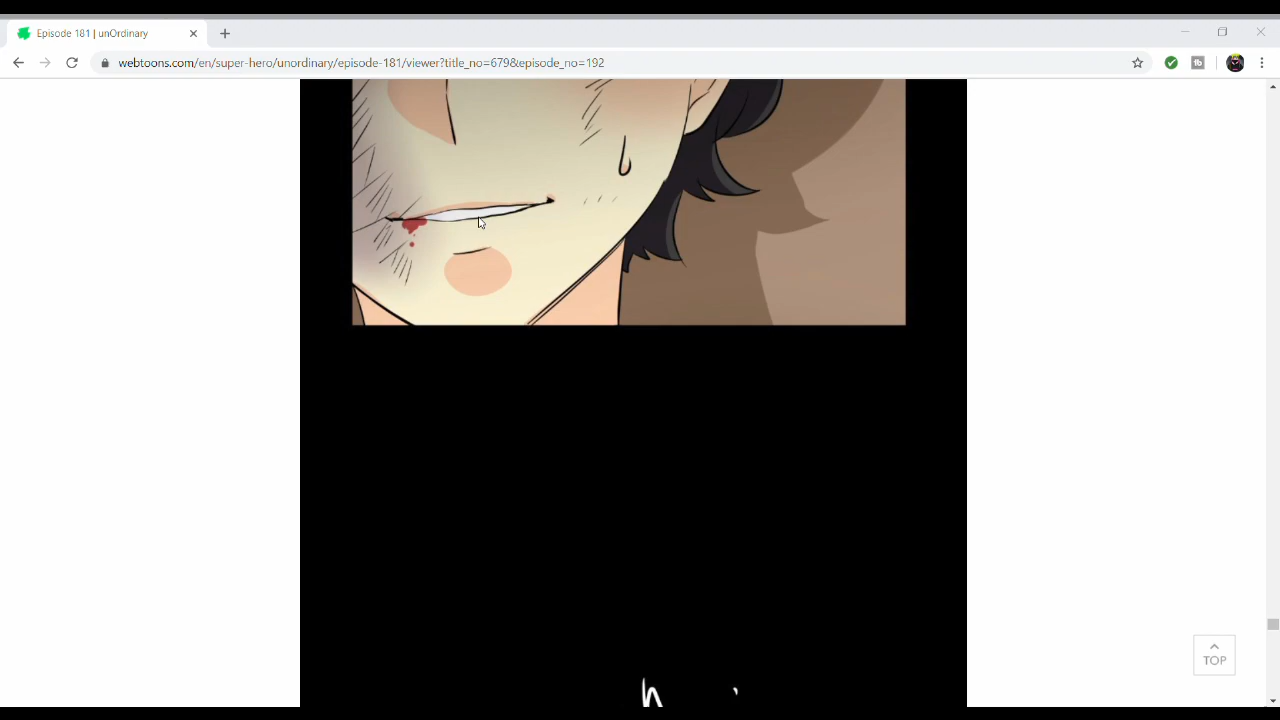 Episode 181 | unOrdinary
webtoons.com/en/super-hero/unordinary/episode-181/viewer?title_no=679&episode_no=192
TOP